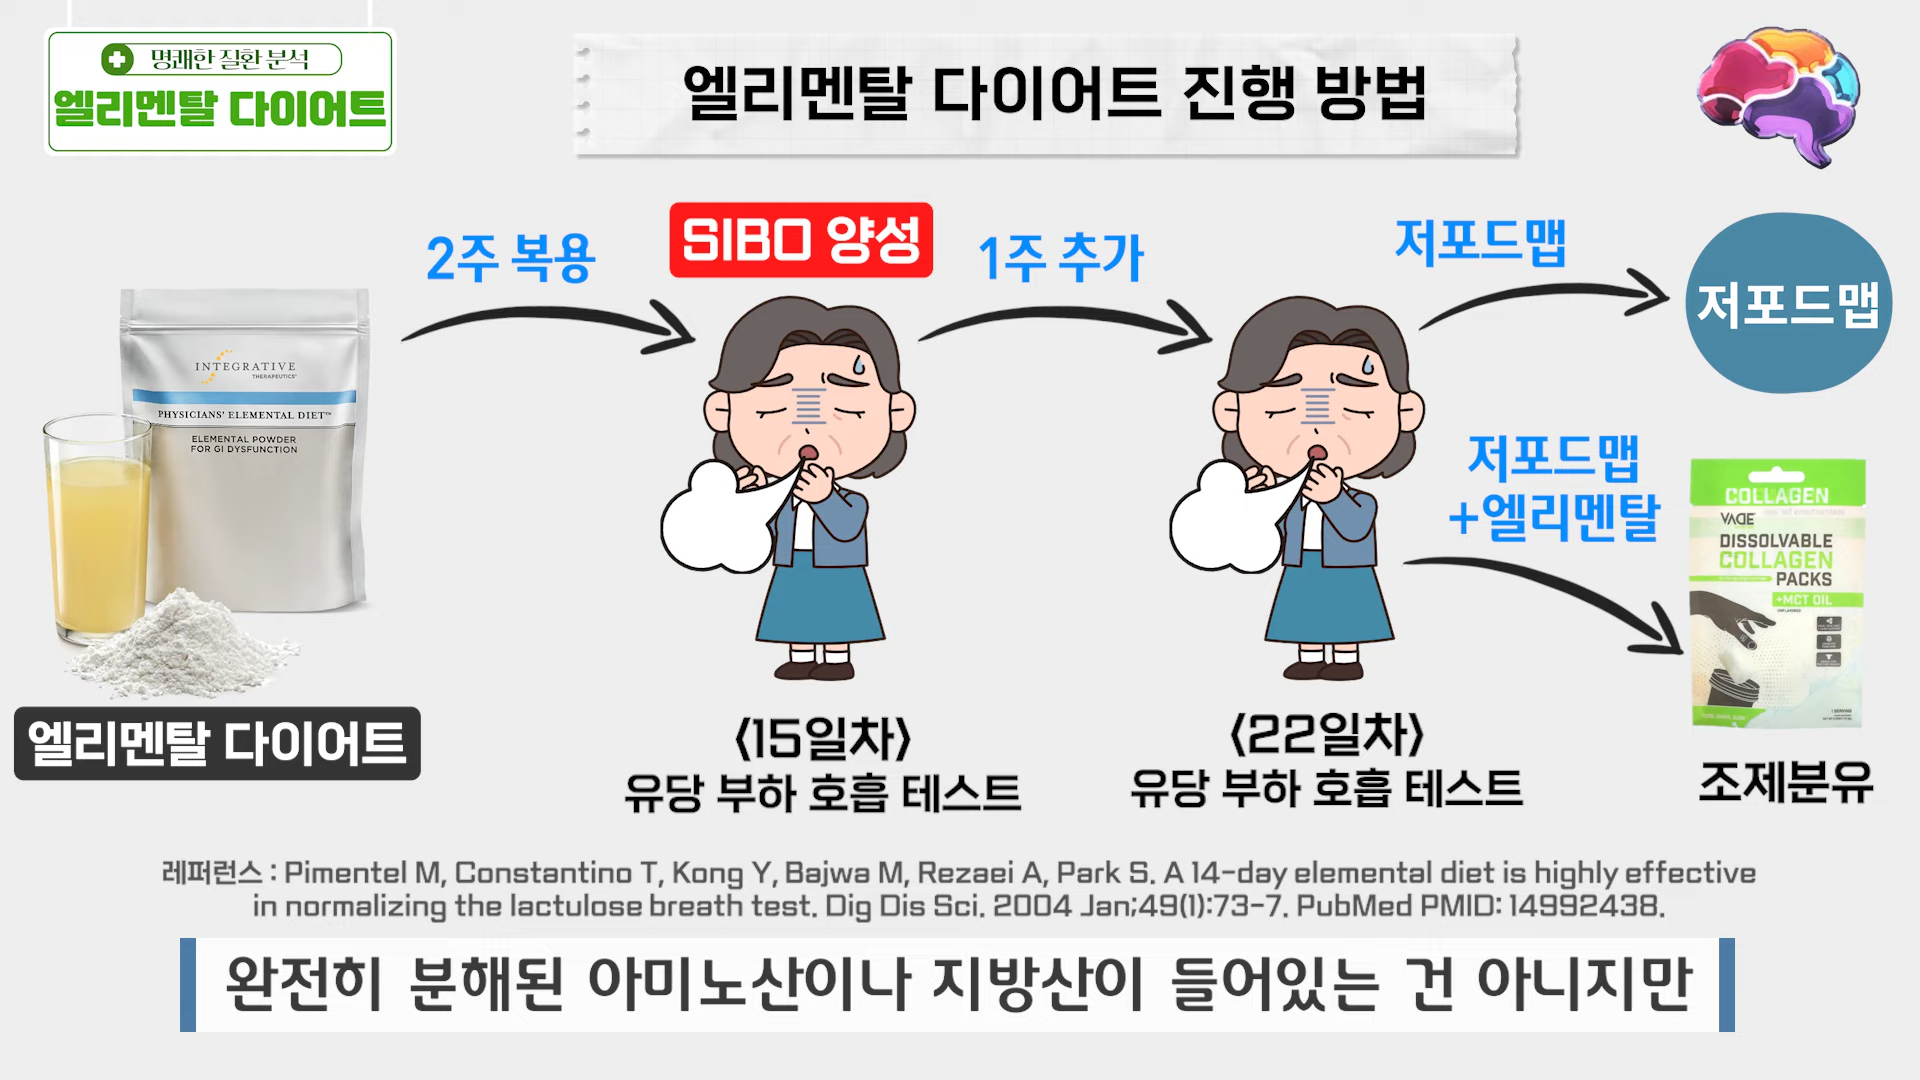 명쾌한 질환 분석
엘리멘탈 다이어트
엘리멘탈 다이어트 진행 방법
2주 복용
SIBO 양성
1주 추가
저포드맵
저포드맵
INTEGRATIVE
THERAPEUTICS
PHYSICIANS' ELEMENTAL DIET™
ELEMENTAL POWDER
FOR GI DYSFUNCTION
저포드맵
+엘리멘탈
COLLAGEN
VADE
DISSOLVABLE
COLLAGEN
PACKS
+MCT OIL
UNFLAVORED
엘리멘탈 다이어트
〈15일차〉
유당 부하 호흡 테스트
〈22일차〉
유당 부하 호흡 테스트
조제분유
레퍼런스 : Pimentel M, Constantino T, Kong Y, Bajwa M, Rezaei A, Park S. A 14-day elemental diet is highly effective
in normalizing the lactulose breath test. Dig Dis Sci. 2004 Jan;49(1):73-7. PubMed PMID: 14992438.
완전히 분해된 아미노산이나 지방산이 들어있는 건 아니지만